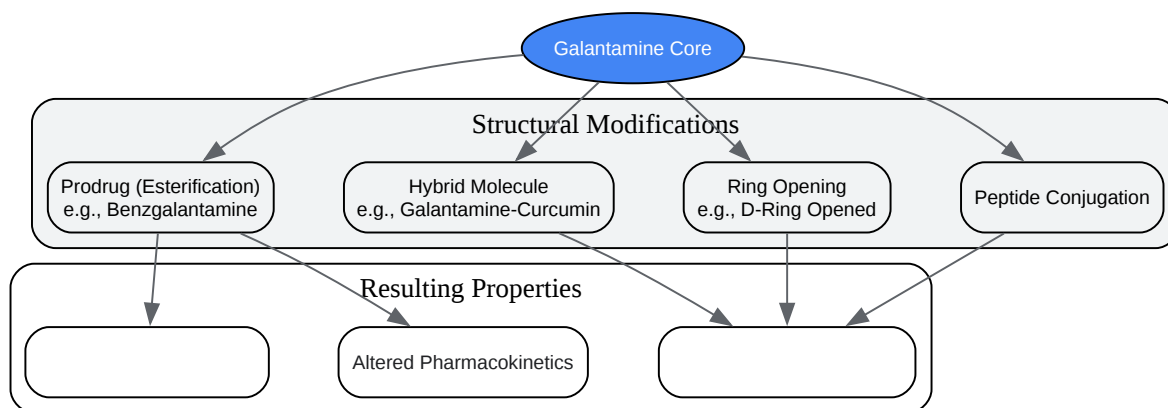 Galantamine Core
Structural Modifications
Prodrug (Esterification)
e.g., Benzgalantamine
Hybrid Molecule
e.g., Galantamine-Curcumin
Ring Opening
e.g., D-Ring Opened
Peptide Conjugation
Resulting Properties
Altered Pharmacokinetics